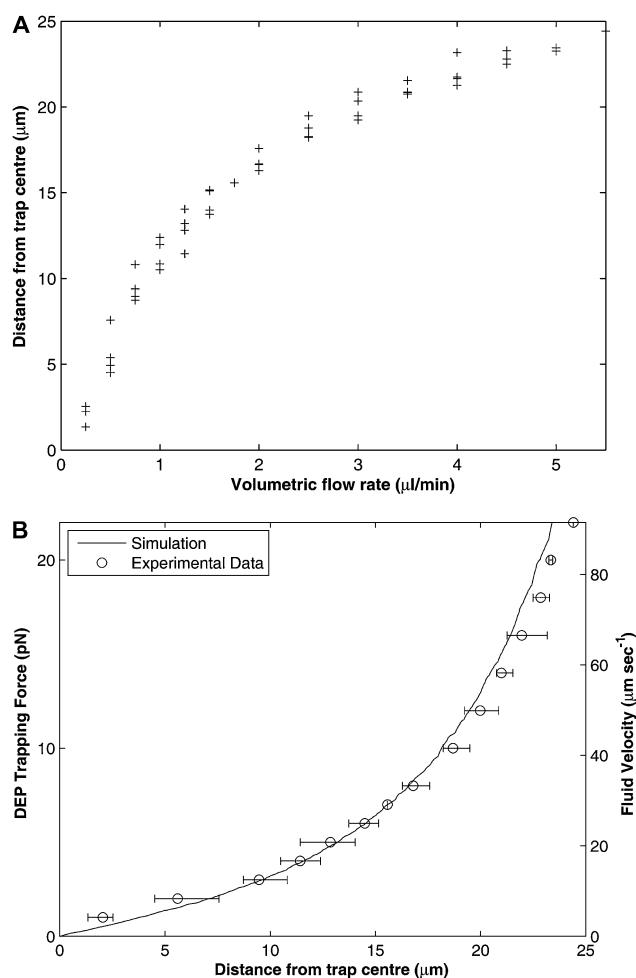 A
25
20
15
10
5
0
Distance from trap centre (μm)
0 1 2 3 4 5
Volumetric flow rate (μl/min)
B
Simulation
Experimental Data
20
10
0
DEP Trapping Force (pN)
80
60
40
20
0
Fluid Velocity (μm sec⁻¹)
0 5 10 15 20 25
Distance from trap centre (μm)